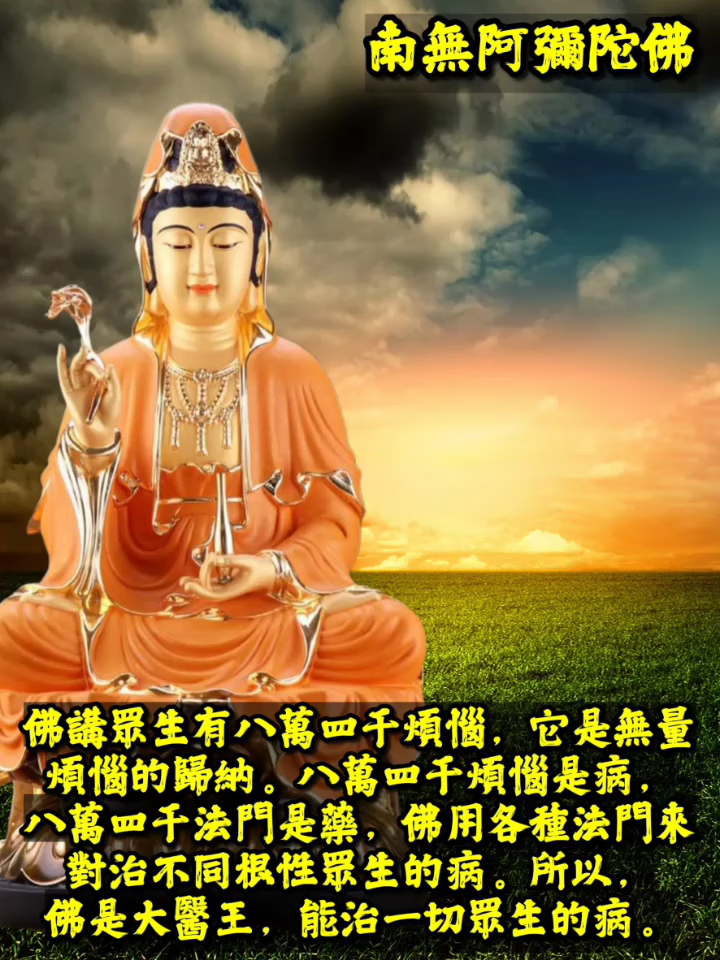 南無阿彌陀佛
佛講眾生有八萬四千煩惱，它是無量
煩惱的歸納。八萬四千煩惱是病，
八萬四千法門是藥，佛用各種法門來
對治不同根性眾生的病。所以，
佛是大醫王，能治一切眾生的病。